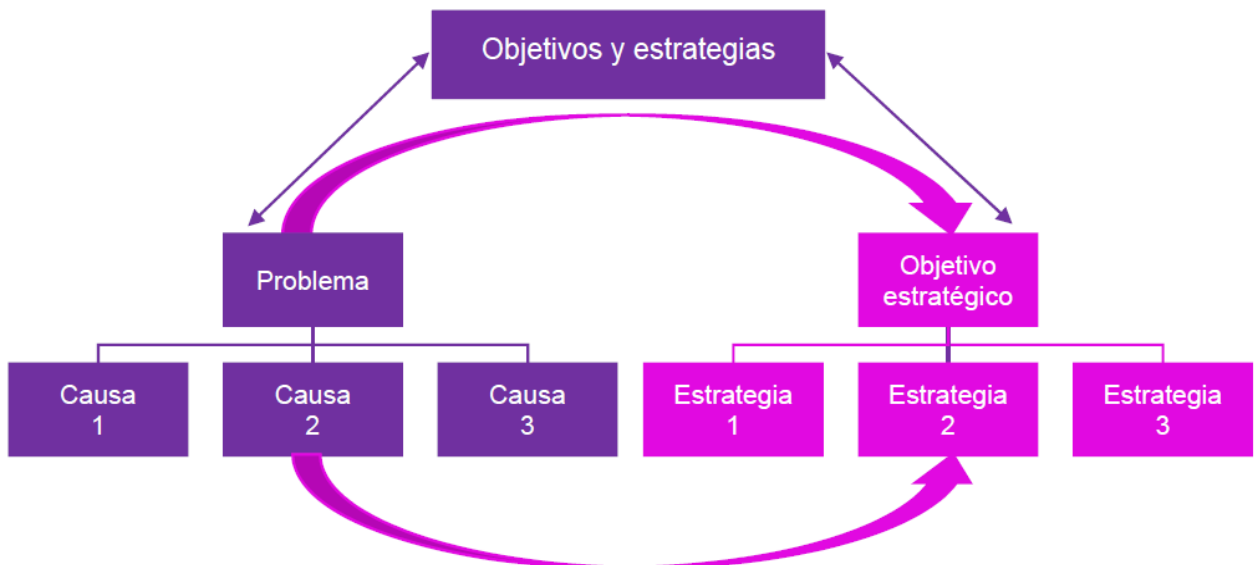 Objetivos y estrategias
Problema
Objetivo
estratégico
Causa
1
Causa
2
Causa
3
Estrategia
1
Estrategia
2
Estrategia
3